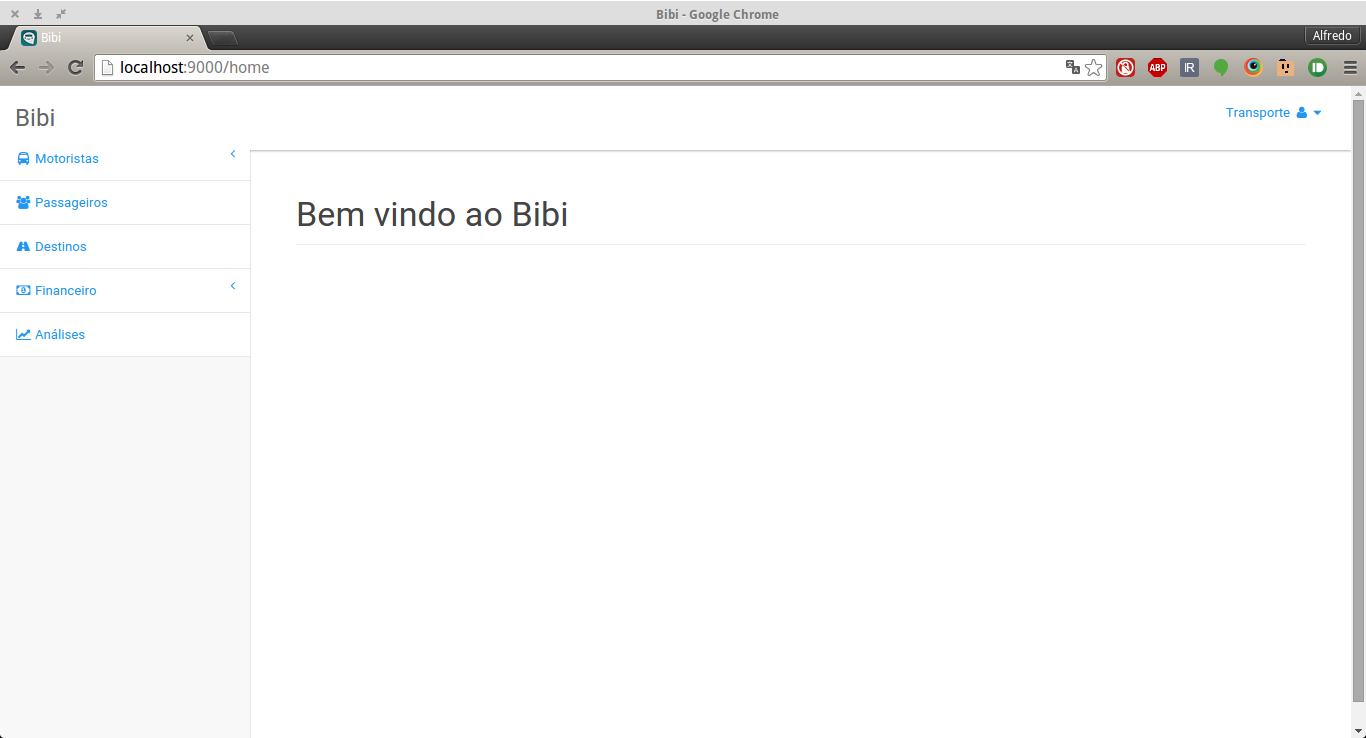 Bibi - Google Chrome
Bibi
Alfredo
localhost:9000/home
ABP
IR
Bibi
Transporte
Motoristas
Passageiros
Destinos
Financeiro
Análises
Bem vindo ao Bibi